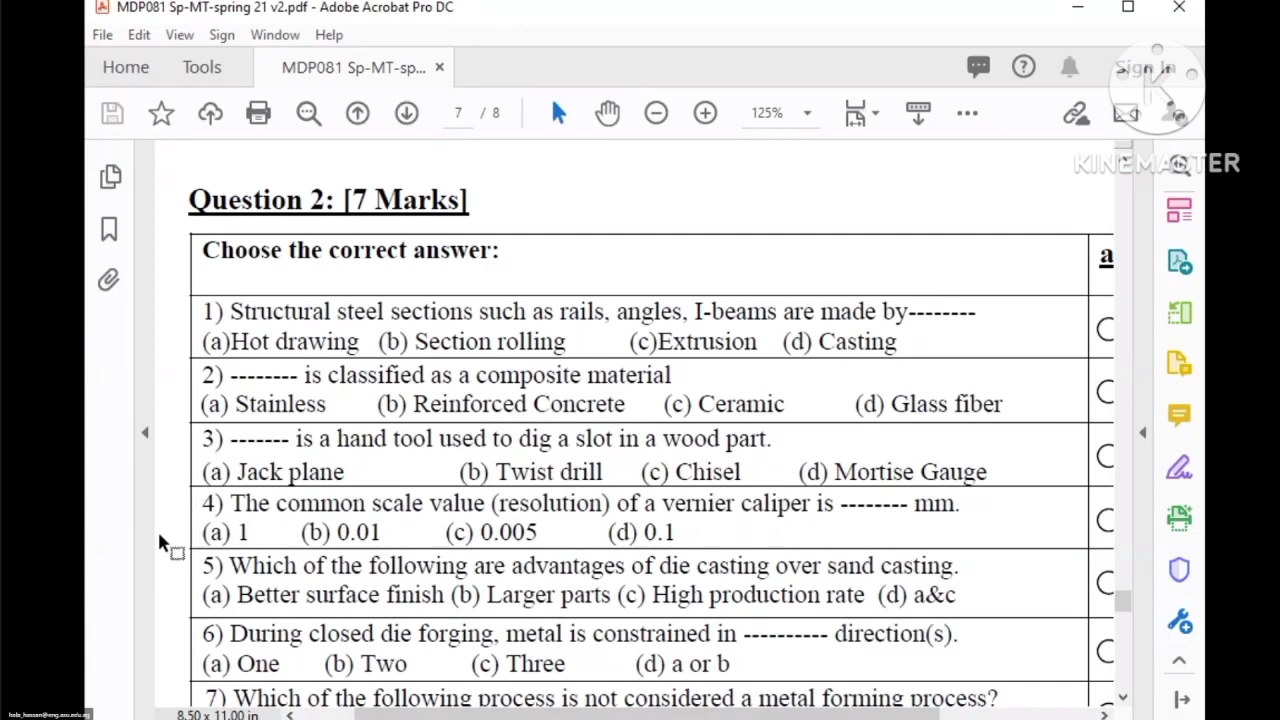 MDP081 Sp-MT-spring 21 v2.pdf - Adobe Acrobat Pro DC
File Edit View Sign Window Help
Home Tools MDP081 Sp-MT-sp... × Sign In
7 / 8 125%
K
KINEMASTER
Question 2: [7 Marks]
Choose the correct answer: a
1) Structural steel sections such as rails, angles, I-beams are made by--------
(a)Hot drawing (b) Section rolling (c)Extrusion (d) Casting
2) -------- is classified as a composite material
(a) Stainless (b) Reinforced Concrete (c) Ceramic (d) Glass fiber
3) ------- is a hand tool used to dig a slot in a wood part.
(a) Jack plane (b) Twist drill (c) Chisel (d) Mortise Gauge
4) The common scale value (resolution) of a vernier caliper is -------- mm.
(a) 1 (b) 0.01 (c) 0.005 (d) 0.1
5) Which of the following are advantages of die casting over sand casting.
(a) Better surface finish (b) Larger parts (c) High production rate (d) a&c
6) During closed die forging, metal is constrained in ---------- direction(s).
(a) One (b) Two (c) Three (d) a or b
7) Which of the following process is not considered a metal forming process?
8.50 x 11.00 in